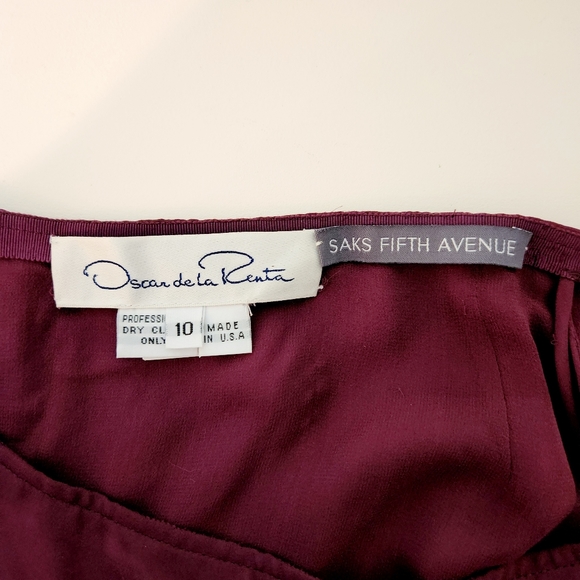 Oscar de la Renta
SAKS FIFTH AVENUE
PROFESSI
DRY CL
ONLY
10
MADE
IN U.S.A